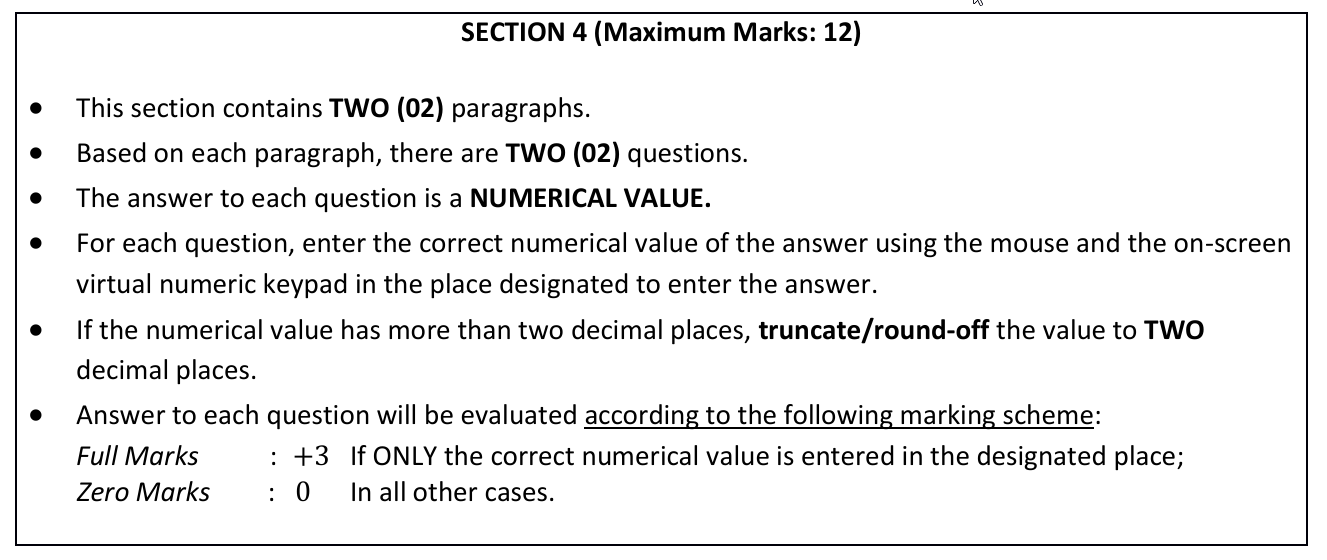 SECTION 4 (Maximum Marks: 12)
• This section contains TWO (02) paragraphs.
• Based on each paragraph, there are TWO (02) questions.
• The answer to each question is a NUMERICAL VALUE.
• For each question, enter the correct numerical value of the answer using the mouse and the on-screen
virtual numeric keypad in the place designated to enter the answer.
• If the numerical value has more than two decimal places, truncate/round-off the value to TWO
decimal places.
• Answer to each question will be evaluated according to the following marking scheme:
Full Marks : +3 If ONLY the correct numerical value is entered in the designated place;
Zero Marks : 0 In all other cases.